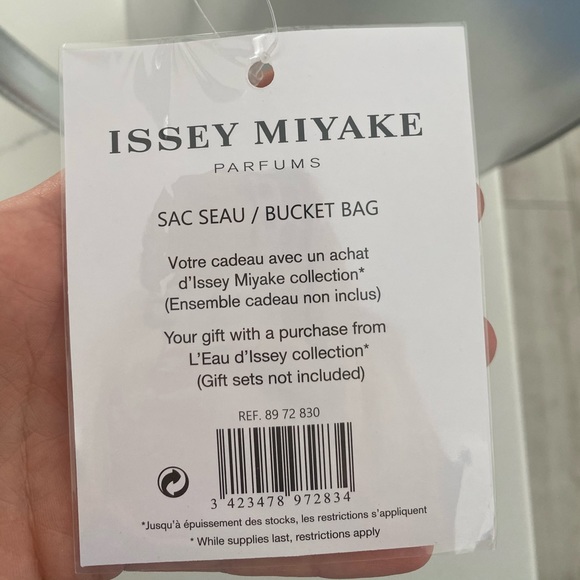 ISSEY MIYAKE
PARFUMS
SAC SEAU / BUCKET BAG
Votre cadeau avec un achat
d'Issey Miyake collection*
(Ensemble cadeau non inclus)
Your gift with a purchase from
L'Eau d'Issey collection*
(Gift sets not included)
REF. 89 72 830
3 423478 972834
*Jusqu'à épuissement des stocks, les restrictions s'appliquent
* While supplies last, restrictions apply